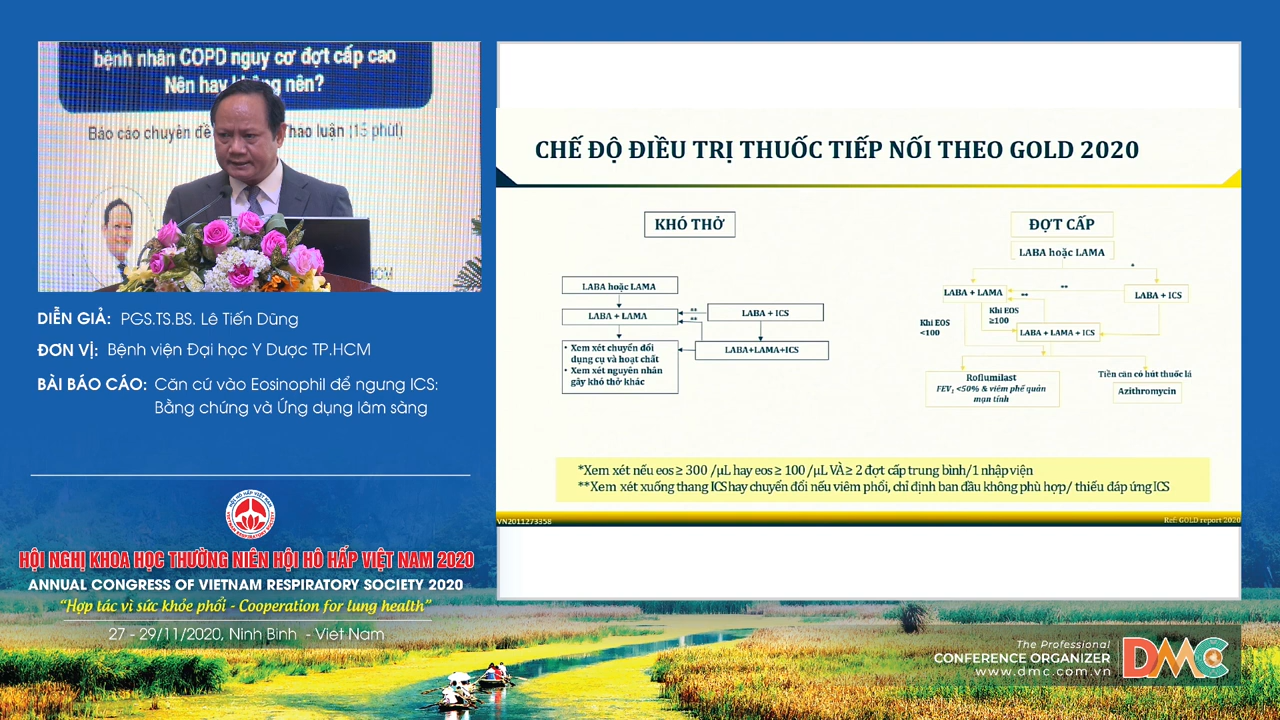 bệnh nhân COPD nguy cơ đợt cấp cao
Nên hay không nên?
Báo cáo chuyên đề
Thảo luận (15 phút)
DIỄN GIẢ: PGS.TS.BS. Lê Tiến Dũng
ĐƠN VỊ: Bệnh viện Đại học Y Dược TP.HCM
BÀI BÁO CÁO: Căn cứ vào Eosinophil để ngưng ICS:
Bằng chứng và Ứng dụng lâm sàng
HỘI HÔ HẤP VIỆT NAM
HỘI NGHỊ KHOA HỌC THƯỜNG NIÊN HỘI HÔ HẤP VIỆT NAM 2020
ANNUAL CONGRESS OF VIETNAM RESPIRATORY SOCIETY 2020
“Hợp tác vì sức khỏe phổi - Cooperation for lung health”
27 - 29/11/2020, Ninh Binh - Viet Nam
CHẾ ĐỘ ĐIỀU TRỊ THUỐC TIẾP NỐI THEO GOLD 2020
KHÓ THỞ
LABA hoặc LAMA
LABA + LAMA
**
**
LABA + ICS
LABA+LAMA+ICS
• Xem xét chuyển đổi
dụng cụ và hoạt chất
• Xem xét nguyên nhân
gây khó thở khác
ĐỢT CẤP
LABA hoặc LAMA
*
LABA + LAMA
**
**
LABA + ICS
Khi EOS
<100
Khi EOS
≥100
LABA + LAMA + ICS
Roflumilast
FEV₁ <50% & viêm phế quản
mạn tính
Tiền căn có hút thuốc lá
Azithromycin
*Xem xét nếu eos ≥ 300 /μL hay eos ≥ 100 /μL VÀ ≥ 2 đợt cấp trung bình/1 nhập viện
**Xem xét xuống thang ICS hay chuyển đổi nếu viêm phổi, chỉ định ban đầu không phù hợp/ thiếu đáp ứng ICS
VN2011273358
Ref: GOLD report 2020
The Professional
CONFERENCE ORGANIZER
www.dmc.com.vn
DMC